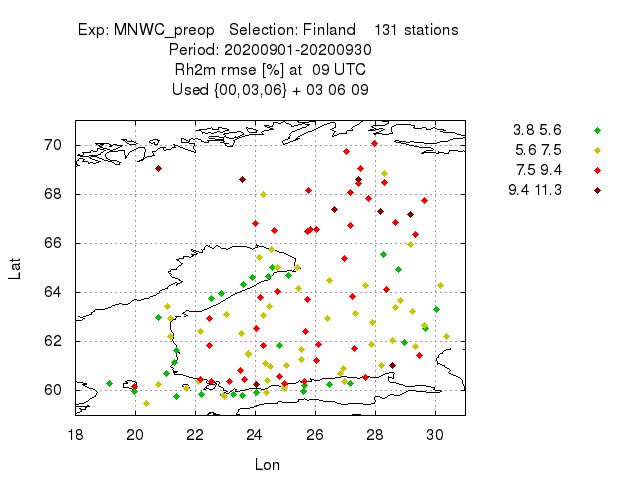 Exp: MNWC_preop   Selection: Finland    131 stations
Period: 20200901-20200930
Rh2m rmse [%] at  09 UTC
Used {00,03,06} + 03 06 09
3.8 5.6
5.6 7.5
7.5 9.4
9.4 11.3
70
68
66
64
62
60
Lat
18 20 22 24 26 28 30
Lon